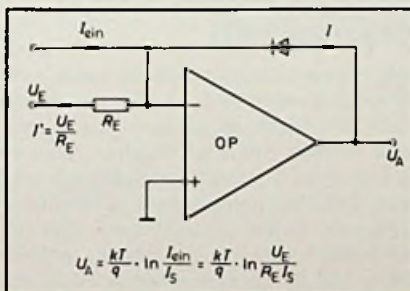 I_ein I
U_E
I' = U_E / R_E R_E −
OP
+
U_A
U_A = kT/q · ln I_ein/I_S = kT/q · ln U_E/(R_E I_S)